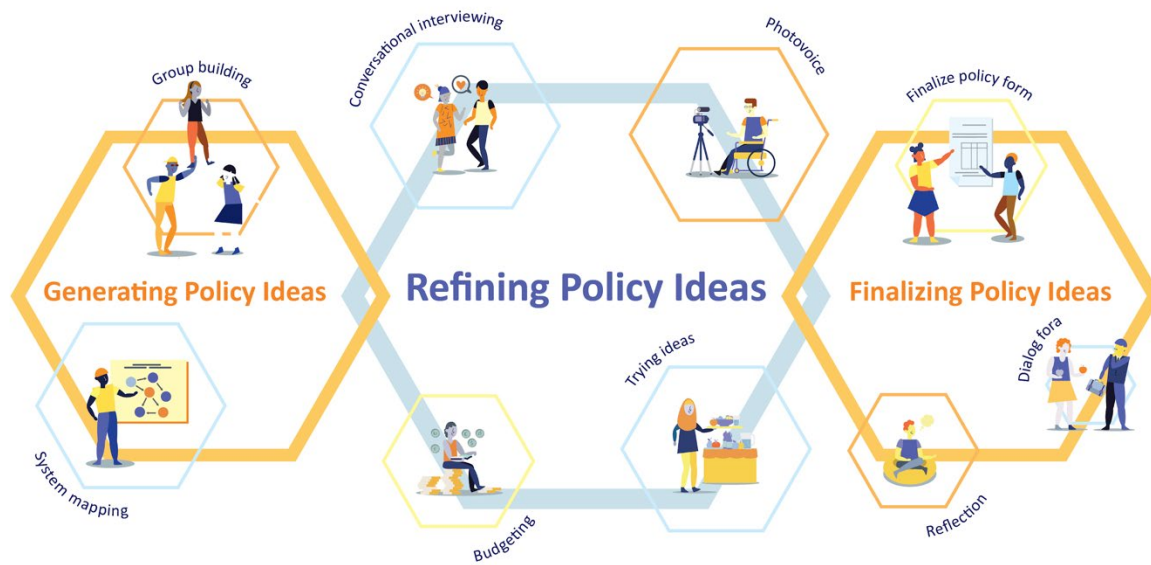 Group building
Generating Policy Ideas
System mapping
Conversational interviewing
Photovoice
Refining Policy Ideas
Budgeting
Trying ideas
Finalize policy form
Finalizing Policy Ideas
Dialog fora
Reflection